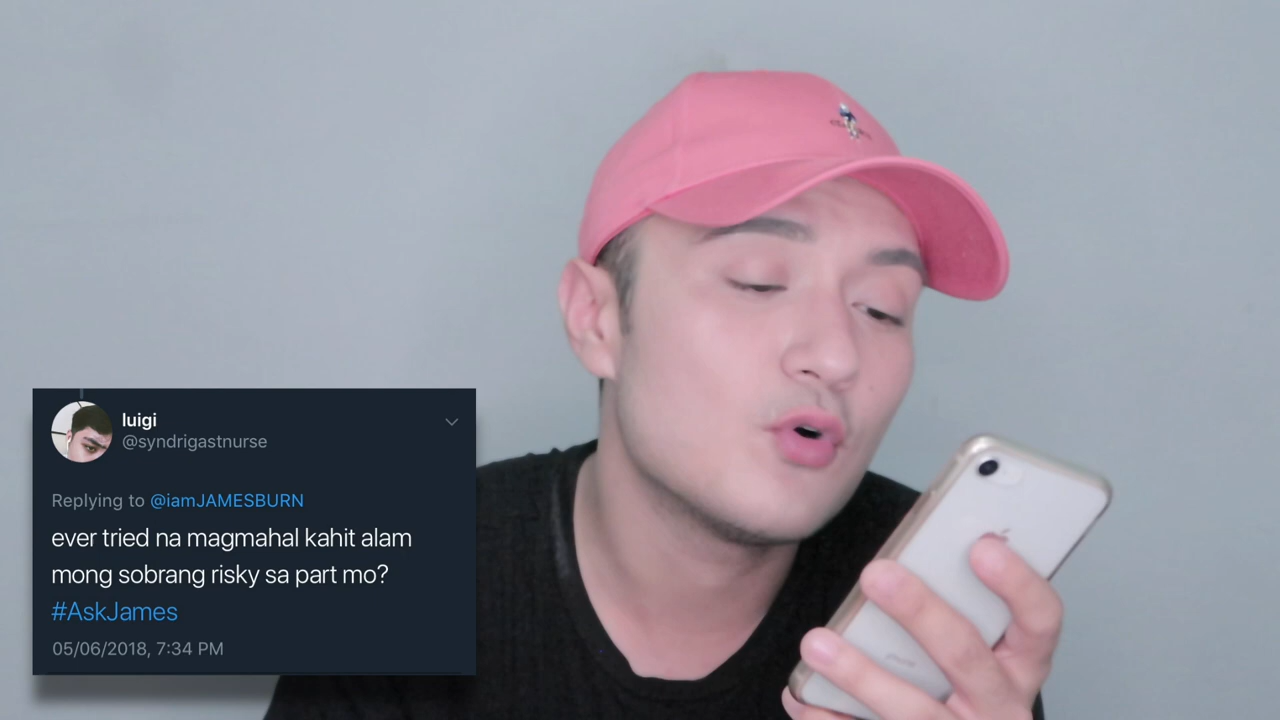 luigi
@syndrigastnurse
Replying to @iamJAMESBURN
ever tried na magmahal kahit alam
mong sobrang risky sa part mo?
#AskJames
05/06/2018, 7:34 PM